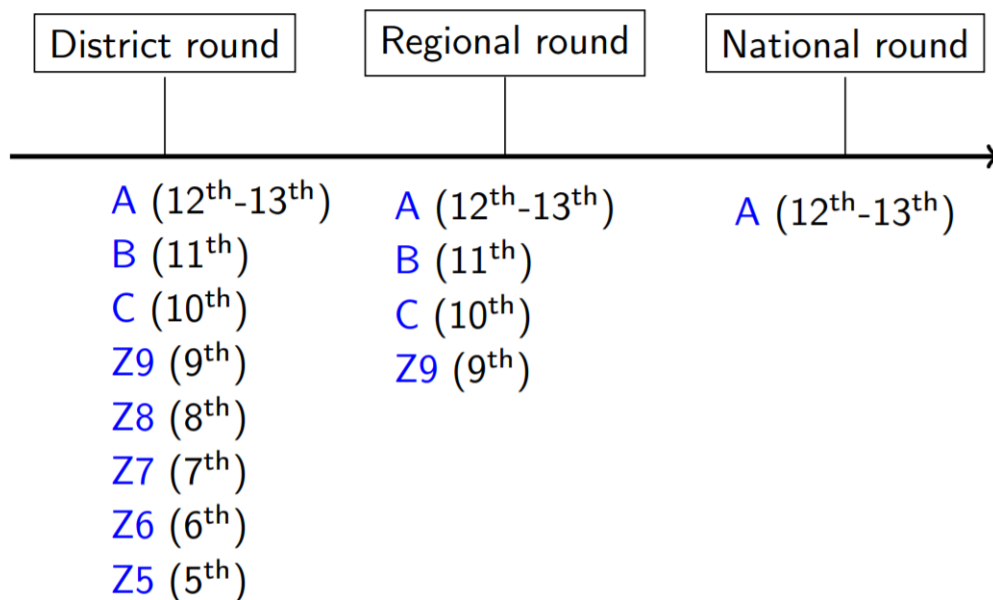 District round
Regional round
National round
A (12th-13th)
B (11th)
C (10th)
Z9 (9th)
Z8 (8th)
Z7 (7th)
Z6 (6th)
Z5 (5th)
A (12th-13th)
B (11th)
C (10th)
Z9 (9th)
A (12th-13th)